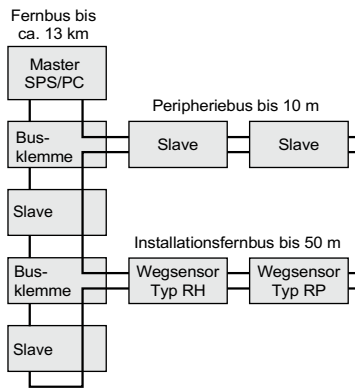 Fernbus bis
ca. 13 km
Master
SPS/PC
Peripheriebus bis 10 m
Bus-
klemme
Slave
Slave
Slave
Installationsfernbus bis 50 m
Bus-
klemme
Wegsensor
Typ RH
Wegsensor
Typ RP
Slave